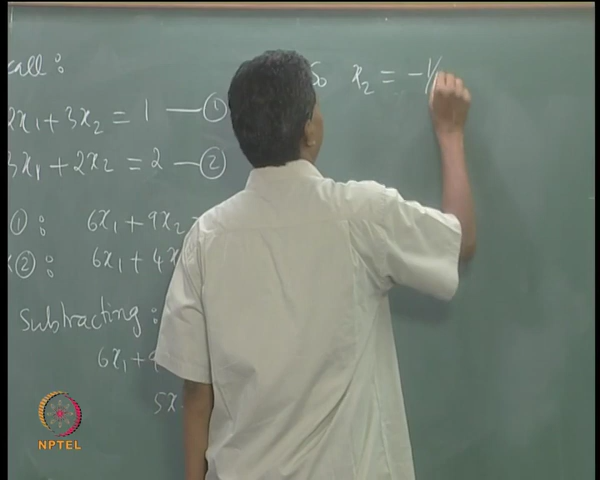 call:
2x₁ + 3x₂ = 1 — ①
3x₁ + 2x₂ = 2 — ②
①: 6x₁ + 9x₂ =
②: 6x₁ + 4x
Subtracting:
6x₁ +
5x
So x₂ = -1/
NPTEL